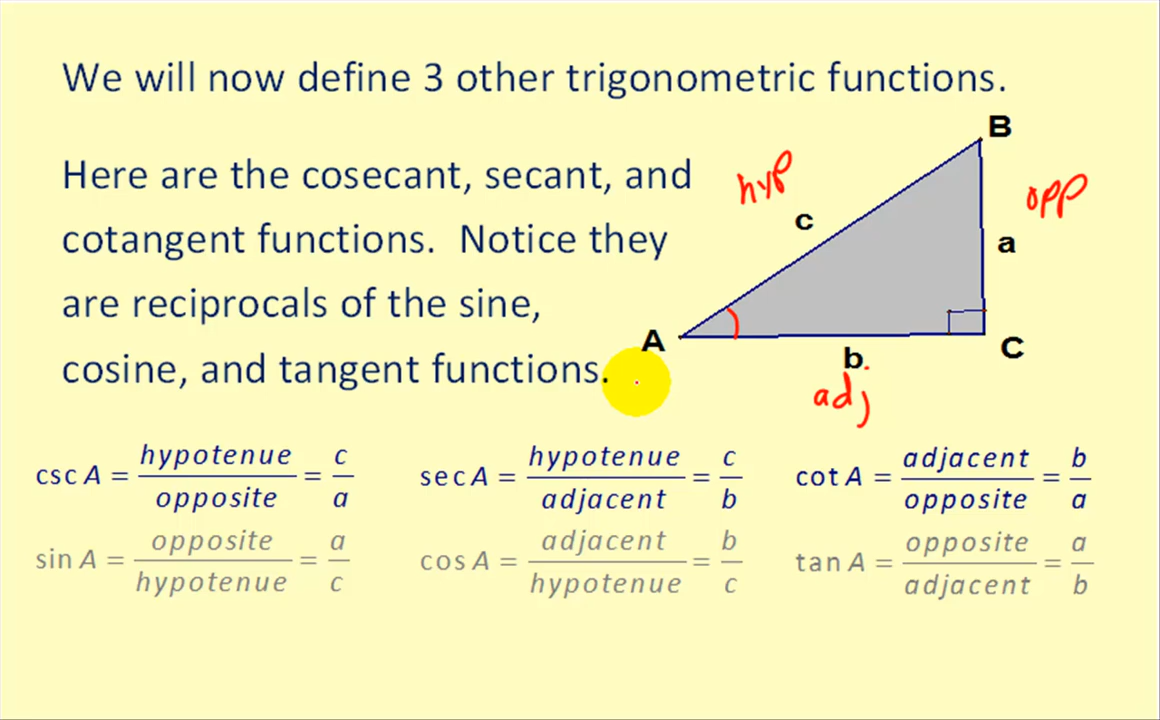 We will now define 3 other trigonometric functions.
B
Here are the cosecant, secant, and
hyp
opp
c
cotangent functions. Notice they
a
are reciprocals of the sine,
A
C
b
cosine, and tangent functions.
adj
csc A = hypotenue / opposite = c / a
sec A = hypotenue / adjacent = c / b
cot A = adjacent / opposite = b / a
sin A = opposite / hypotenue = a / c
cos A = adjacent / hypotenue = b / c
tan A = opposite / adjacent = a / b